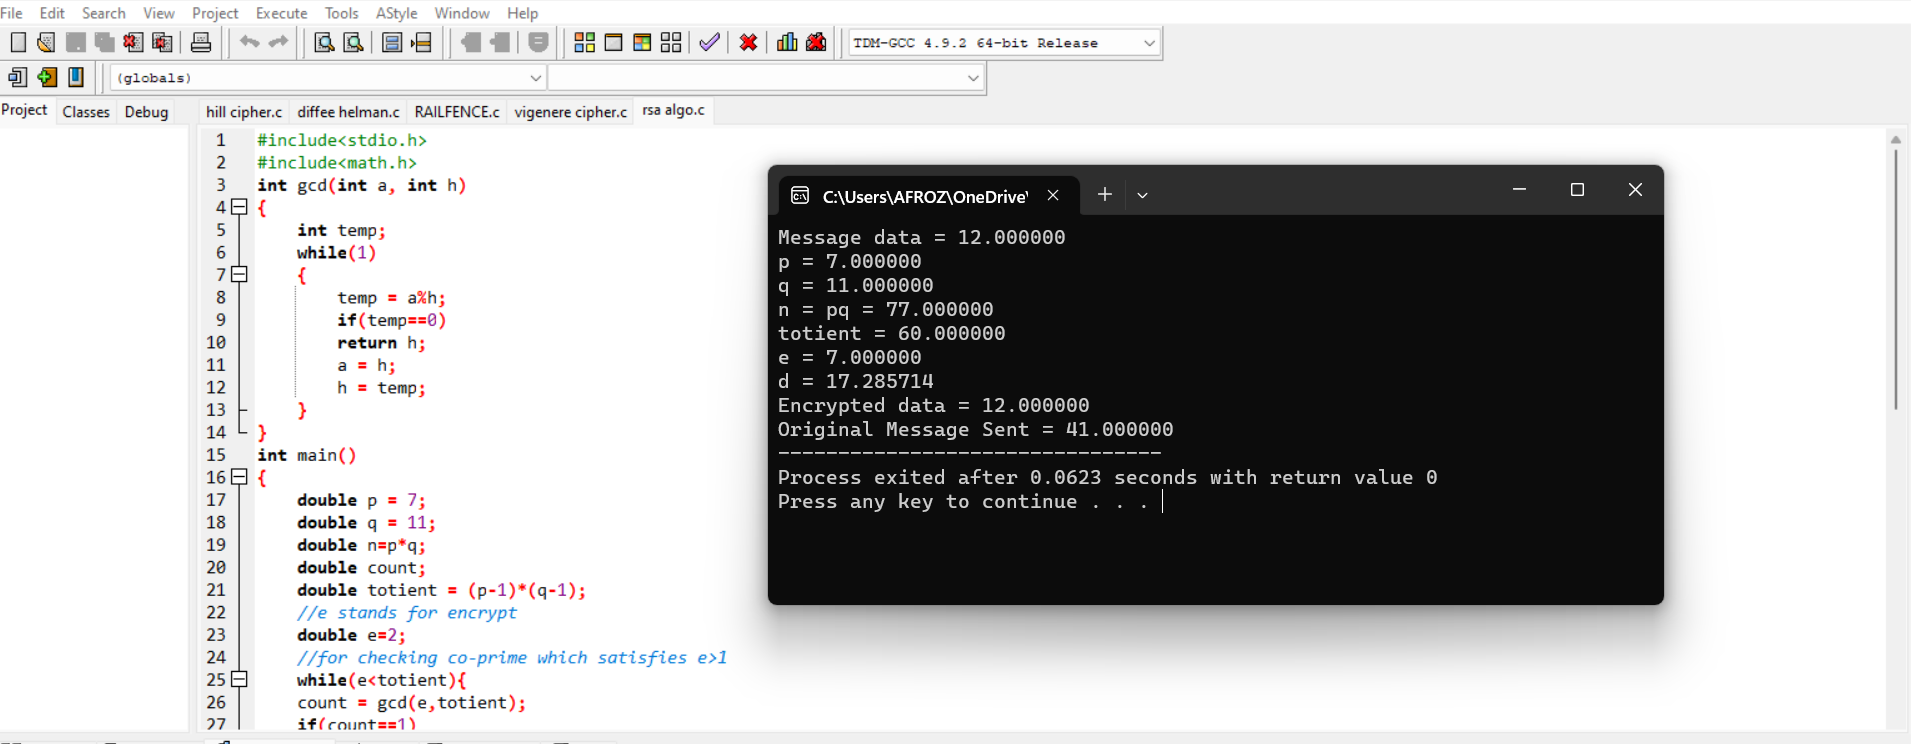 File Edit Search View Project Execute Tools AStyle Window Help
TDM-GCC 4.9.2 64-bit Release
(globals)
Project Classes Debug hill cipher.c diffee helman.c RAILFENCE.c vigenere cipher.c rsa algo.c
1 #include<stdio.h>
2 #include<math.h>
3 int gcd(int a, int h)
4 {
5 int temp;
6 while(1)
7 {
8 temp = a%h;
9 if(temp==0)
10 return h;
11 a = h;
12 h = temp;
13 }
14 }
15 int main()
16 {
17 double p = 7;
18 double q = 11;
19 double n=p*q;
20 double count;
21 double totient = (p-1)*(q-1);
22 //e stands for encrypt
23 double e=2;
24 //for checking co-prime which satisfies e>1
25 while(e<totient){
26 count = gcd(e,totient);
27 if(count==1)
C:\Users\AFROZ\OneDrive\
Message data = 12.000000
p = 7.000000
q = 11.000000
n = pq = 77.000000
totient = 60.000000
e = 7.000000
d = 17.285714
Encrypted data = 12.000000
Original Message Sent = 41.000000
--------------------------------
Process exited after 0.0623 seconds with return value 0
Press any key to continue . . .